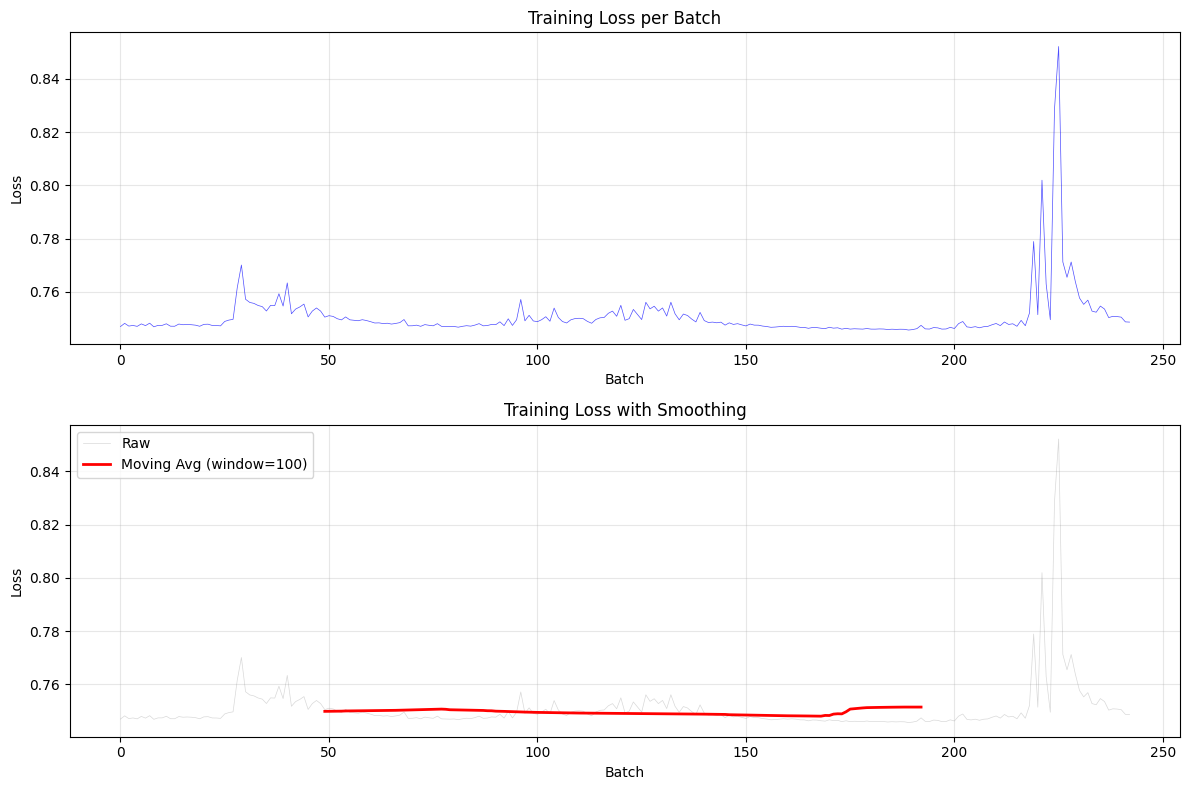 Training Loss per Batch
0.84
0.82
0.80
0.78
0.76
Loss
0 50 100 150 200 250
Batch
Training Loss with Smoothing
Raw
Moving Avg (window=100)
0.84
0.82
0.80
0.78
0.76
Loss
0 50 100 150 200 250
Batch